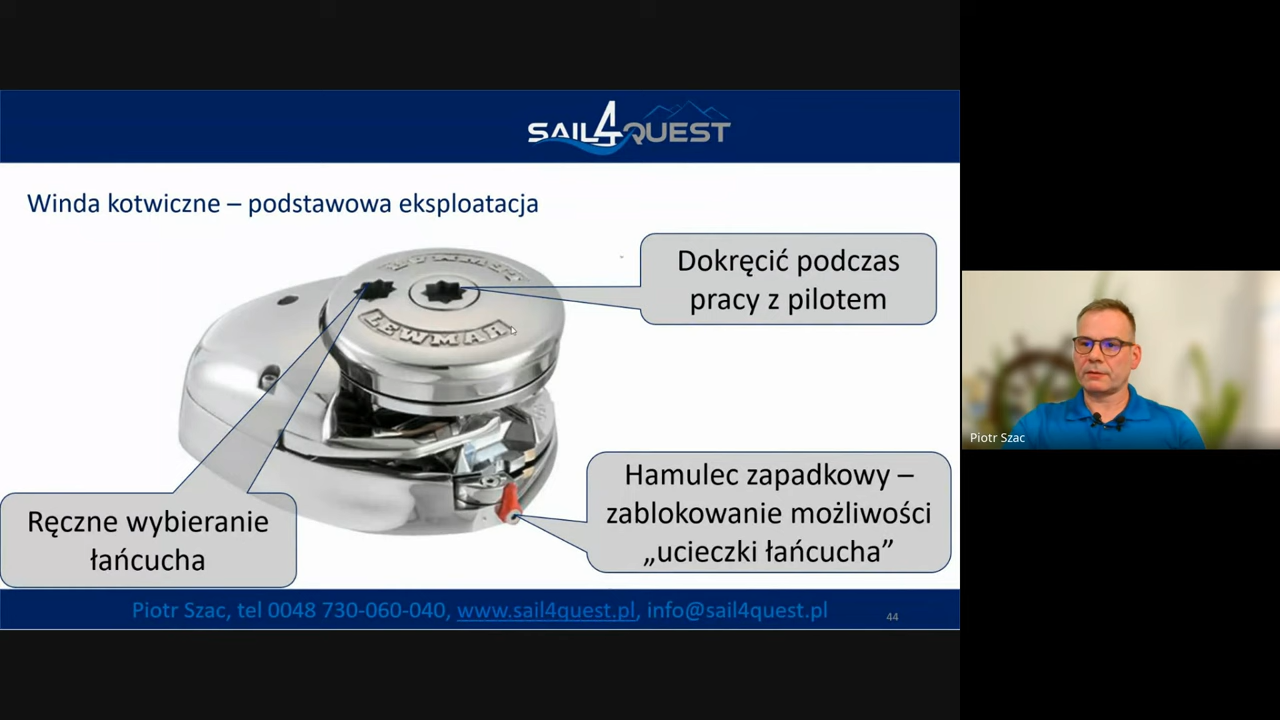 SAIL4QUEST
Winda kotwiczne – podstawowa eksploatacja
Dokręcić podczas
pracy z pilotem
LEWMAR
Piotr Szac
Hamulec zapadkowy –
zablokowanie możliwości
„ucieczki łańcucha”
Ręczne wybieranie
łańcucha
Piotr Szac, tel 0048 730-060-040, www.sail4quest.pl, info@sail4quest.pl
44